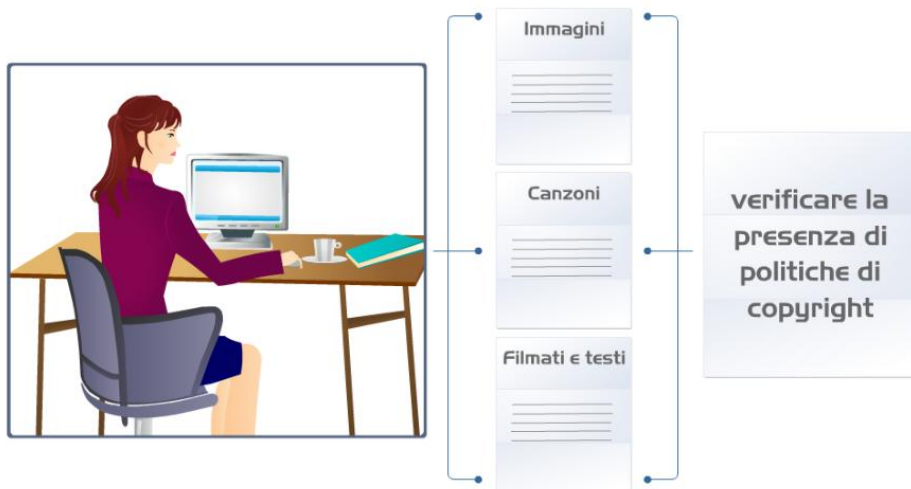 Immagini
Canzoni
Filmati e testi
verificare la
presenza di
politiche di
copyright